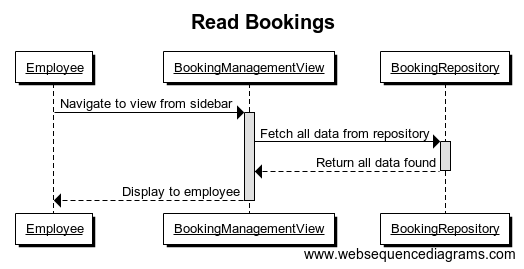 Read Bookings
Employee
BookingManagementView
BookingRepository
Navigate to view from sidebar
Fetch all data from repository
Return all data found
Display to employee
Employee
BookingManagementView
BookingRepository
www.websequencediagrams.com